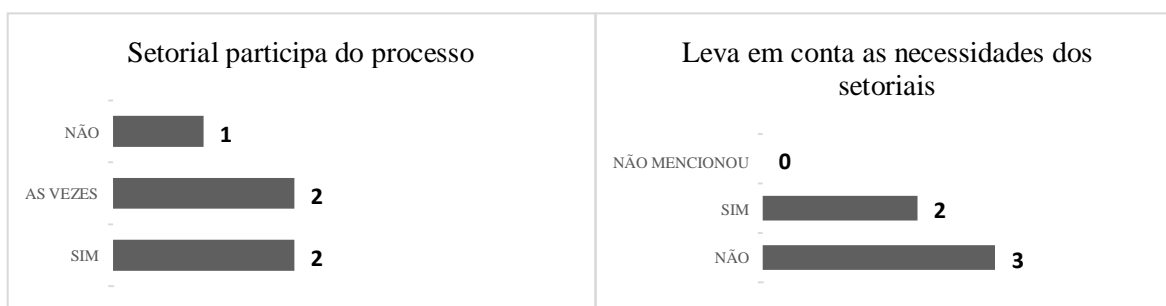 Setorial participa do processo
NÃO
1
AS VEZES
2
SIM
2
Leva em conta as necessidades dos
setoriais
NÃO MENCIONOU
0
SIM
2
NÃO
3